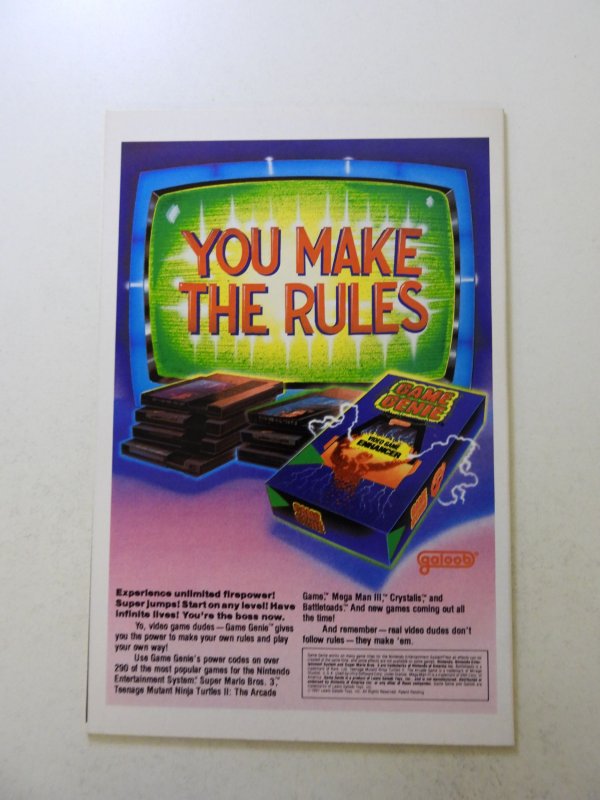 YOU MAKE
THE RULES
GAME
GENIE
VIDEO GAME
ENHANCER
GAME
GENIE
galoob®
Experience unlimited firepower!
Super jumps! Start on any level! Have
infinite lives! You're the boss now.
Yo, video game dudes — Game Genie™ gives
you the power to make your own rules and play
your own way!
Use Game Genie's power codes on over
290 of the most popular games for the Nintendo
Entertainment System.® Super Mario Bros. 3,™
Teenage Mutant Ninja Turtles II: The Arcade
Game,™ Mega Man III,™ Crystalis,™ and
Battletoads.™ And new games coming out all
the time!
And remember — real video dudes don't
follow rules — they make 'em.